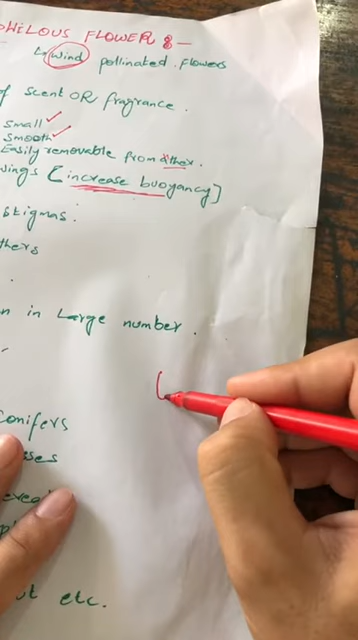 PHILOUS FLOWER 8-
↳ Wind pollinated flowers
of scent OR fragrance.
Small ✓
Smooth ✓
Easily removable from anther.
wings [increase buoyancy]
stigmas.
thers
n in Large number.
conifers
sses
ut etc.